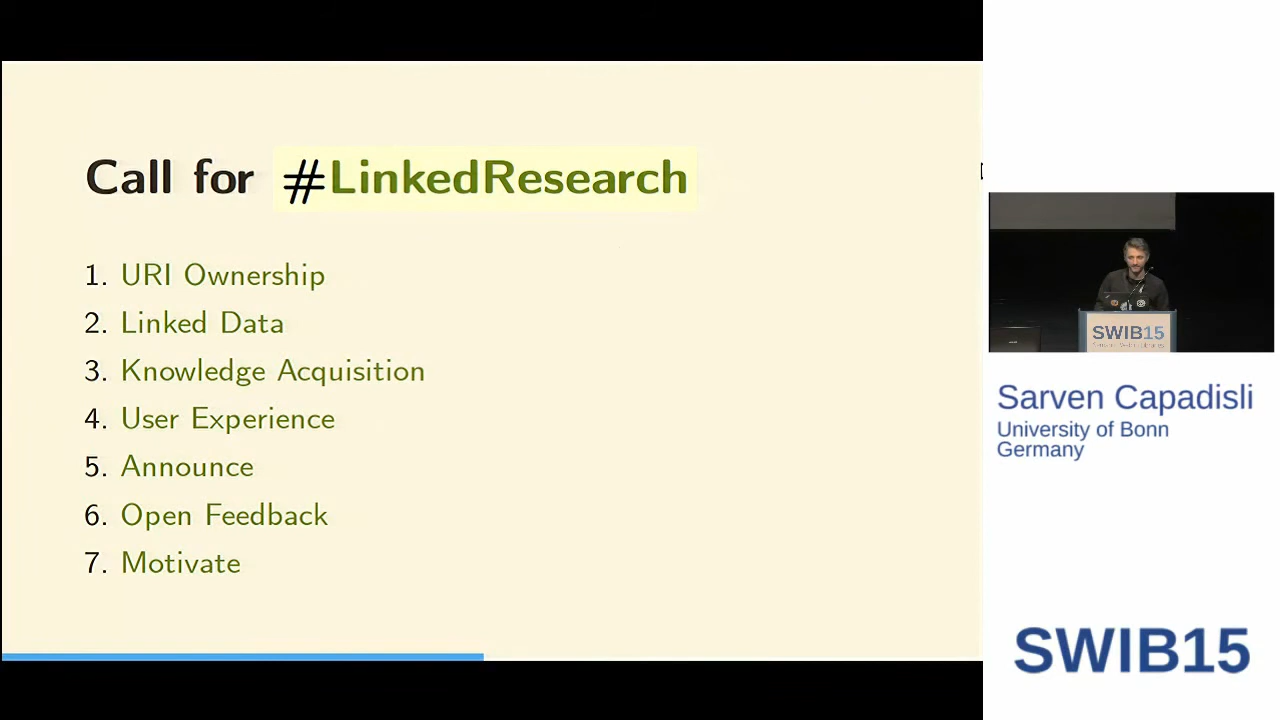 Call for #LinkedResearch
1. URI Ownership
2. Linked Data
3. Knowledge Acquisition
4. User Experience
5. Announce
6. Open Feedback
7. Motivate
SWIB15
Sarven Capadisli
University of Bonn
Germany
SWIB15